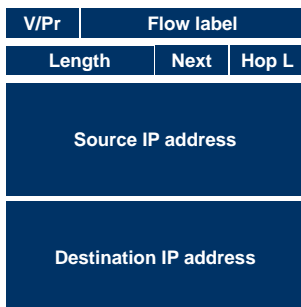 V/Pr Flow label
Length Next Hop L
Source IP address
Destination IP address